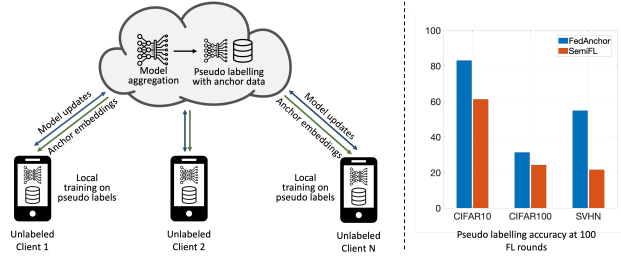 Model
aggregation
Pseudo labelling
with anchor data
Model updates
Anchor embeddings
Model updates
Anchor embeddings
Local
training on
pseudo labels
Local
training on
pseudo labels
Unlabeled
Client 1
Unlabeled
Client 2
Unlabeled
Client N
FedAnchor
SemiFL
100
80
60
40
20
0
CIFAR10
CIFAR100
SVHN
Pseudo labelling accuracy at 100
FL rounds